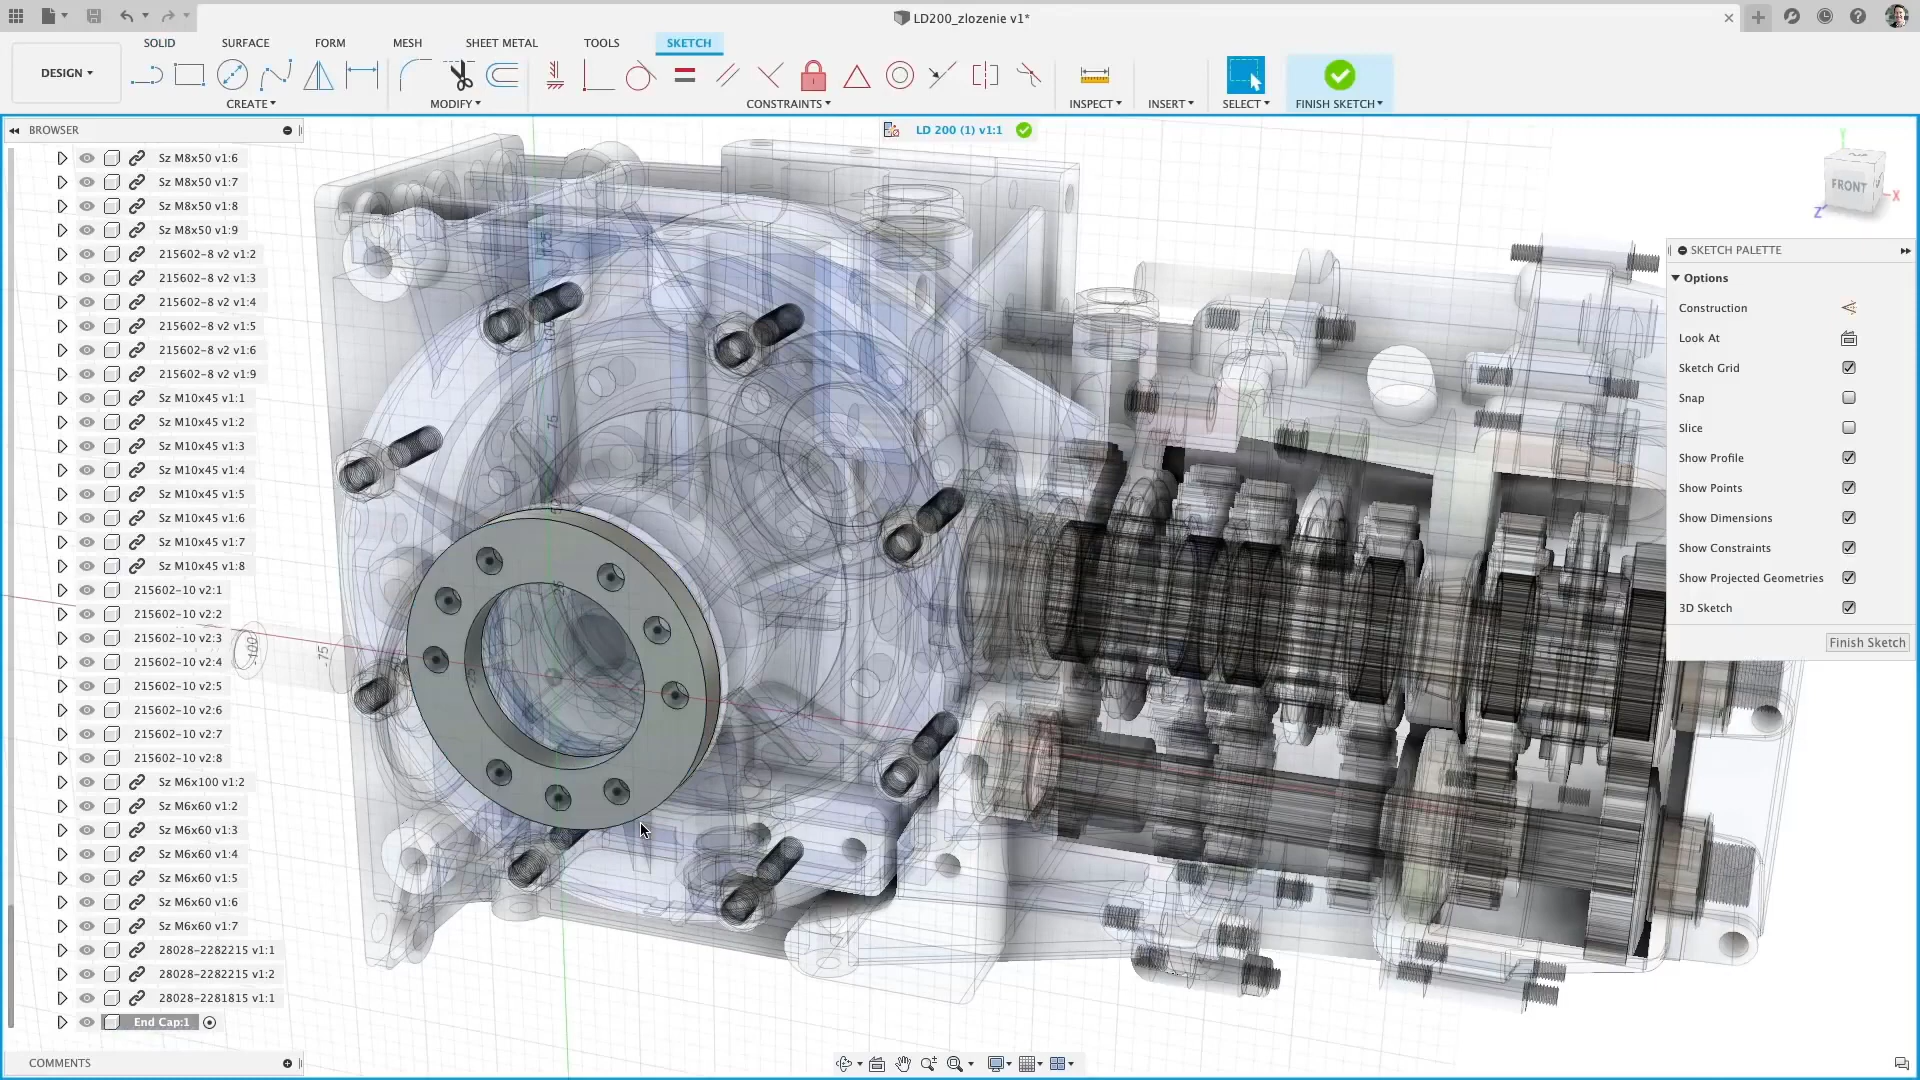 LD200_zlozenie v1*
SOLID SURFACE FORM MESH SHEET METAL TOOLS SKETCH
DESIGN
CREATE MODIFY CONSTRAINTS INSPECT INSERT SELECT FINISH SKETCH
BROWSER
LD 200 (1) v1:1
Sz M8x50 v1:6
Sz M8x50 v1:7
Sz M8x50 v1:8
Sz M8x50 v1:9
215602-8 v2 v1:2
215602-8 v2 v1:3
215602-8 v2 v1:4
215602-8 v2 v1:5
215602-8 v2 v1:6
215602-8 v2 v1:9
Sz M10x45 v1:1
Sz M10x45 v1:2
Sz M10x45 v1:3
Sz M10x45 v1:4
Sz M10x45 v1:5
Sz M10x45 v1:6
Sz M10x45 v1:7
Sz M10x45 v1:8
215602-10 v2:1
215602-10 v2:2
215602-10 v2:3
215602-10 v2:4
215602-10 v2:5
215602-10 v2:6
215602-10 v2:7
215602-10 v2:8
Sz M6x100 v1:2
Sz M6x60 v1:2
Sz M6x60 v1:3
Sz M6x60 v1:4
Sz M6x60 v1:5
Sz M6x60 v1:6
Sz M6x60 v1:7
28028-2282215 v1:1
28028-2282215 v1:2
28028-2281815 v1:1
End Cap:1
COMMENTS
125
100
75
25
-100
-75
Y
FRONT
X
Z
SKETCH PALETTE
Options
Construction
Look At
Sketch Grid
Snap
Slice
Show Profile
Show Points
Show Dimensions
Show Constraints
Show Projected Geometries
3D Sketch
Finish Sketch